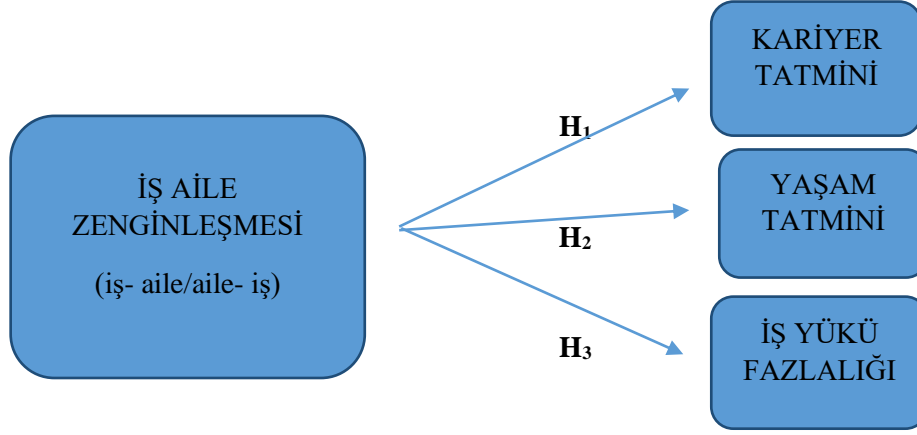 İŞ AİLE
ZENGİNLEŞMESİ
(iş- aile/aile- iş)
H₁
H₂
H₃
KARİYER
TATMİNİ
YAŞAM
TATMİNİ
İŞ YÜKÜ
FAZLALIĞI